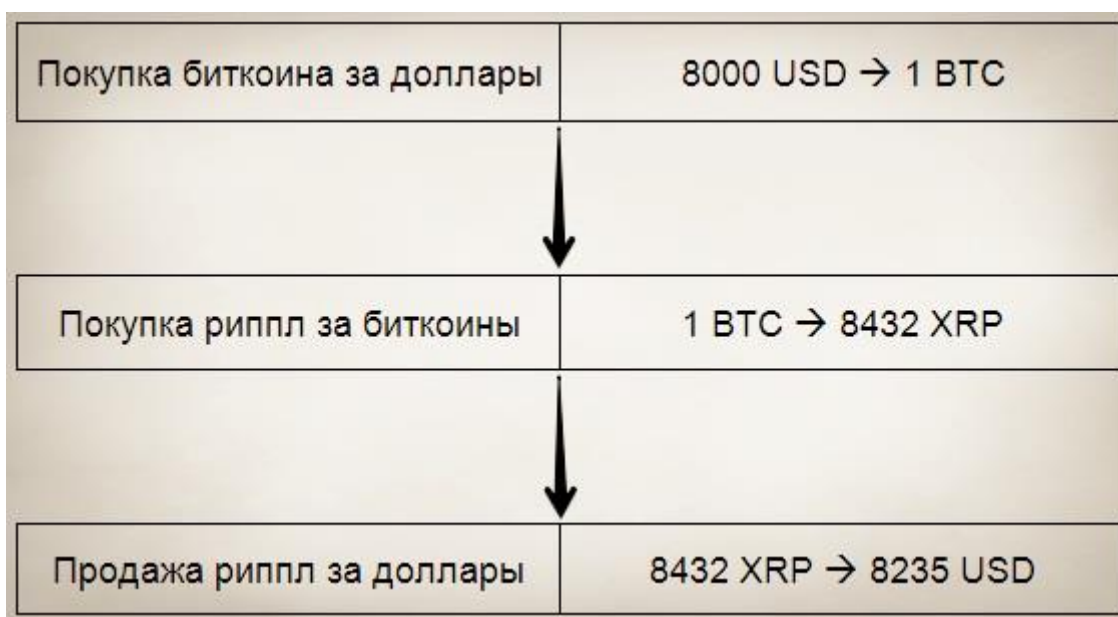 Покупка биткоина за доллары
8000 USD → 1 BTC
Покупка риппл за биткоины
1 BTC → 8432 XRP
Продажа риппл за доллары
8432 XRP → 8235 USD